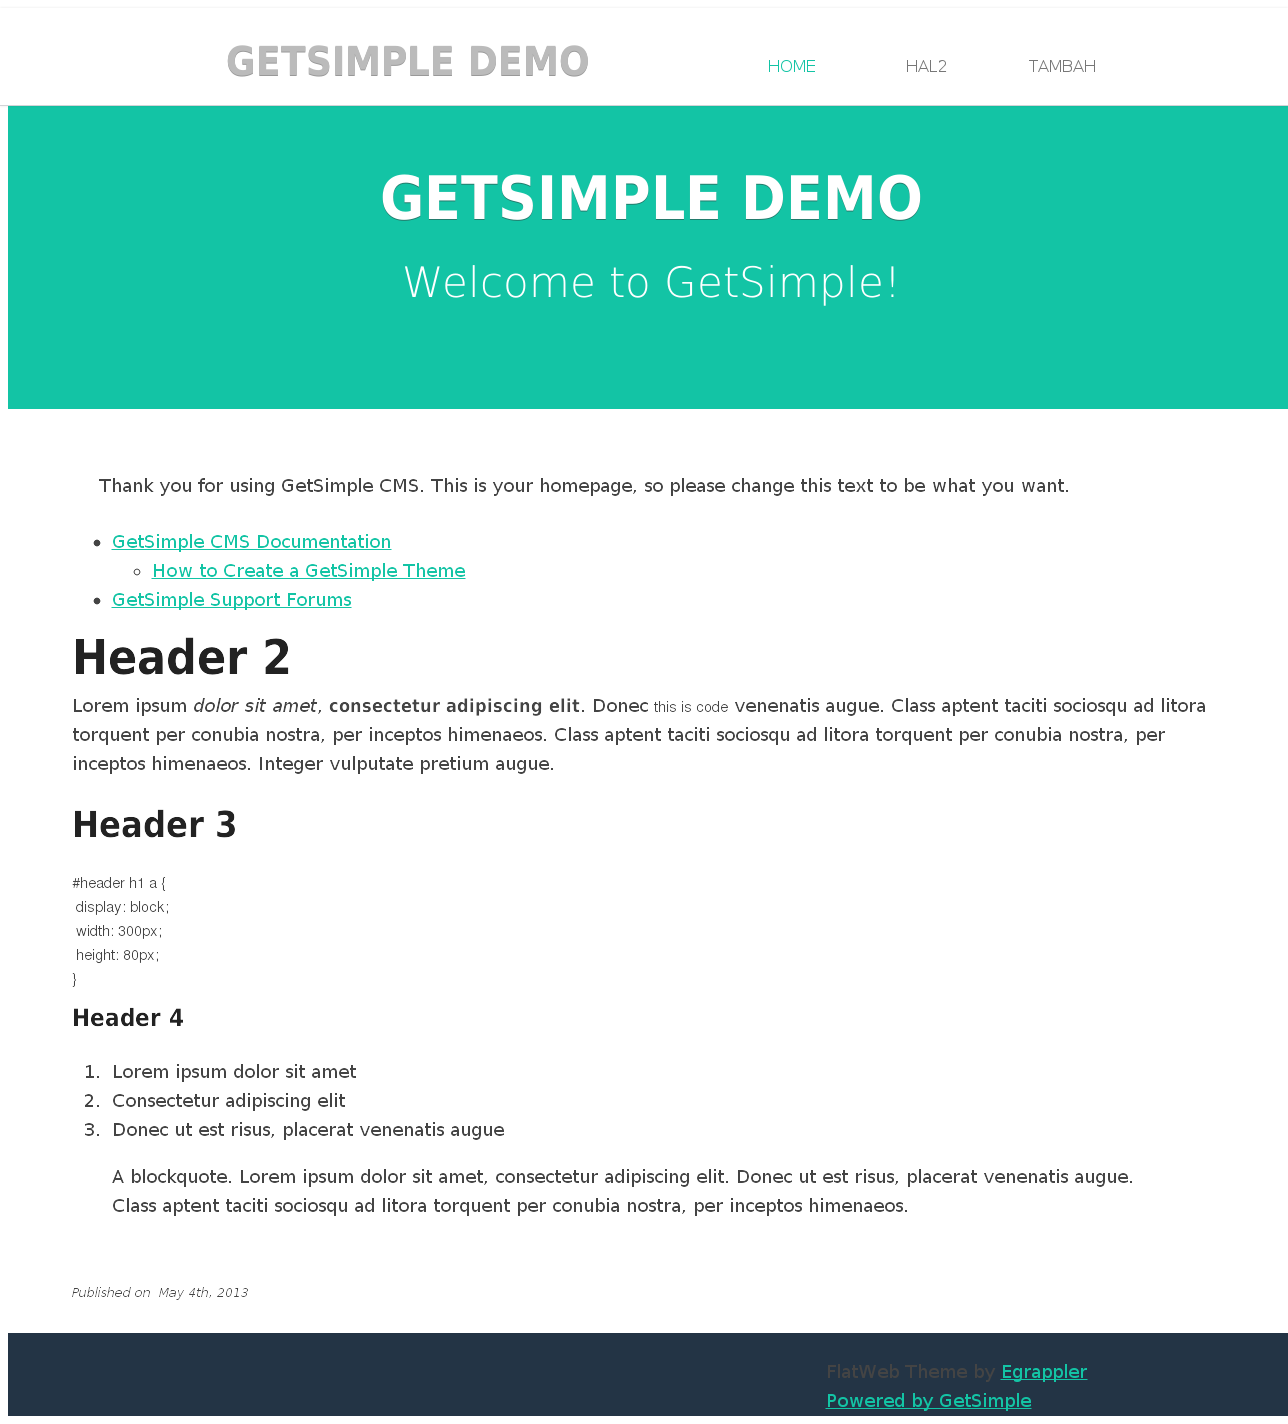 GETSIMPLE DEMO
HOME
HAL2
TAMBAH
GETSIMPLE DEMO
Welcome to GetSimple!
Thank you for using GetSimple CMS. This is your homepage, so please change this text to be what you want.
GetSimple CMS Documentation
How to Create a GetSimple Theme
GetSimple Support Forums
Header 2
Lorem ipsum dolor sit amet, consectetur adipiscing elit. Donec this is code venenatis augue. Class aptent taciti sociosqu ad litora
torquent per conubia nostra, per inceptos himenaeos. Class aptent taciti sociosqu ad litora torquent per conubia nostra, per
inceptos himenaeos. Integer vulputate pretium augue.
Header 3
#header h1 a {
display: block;
width: 300px;
height: 80px;
}
Header 4
1. Lorem ipsum dolor sit amet
2. Consectetur adipiscing elit
3. Donec ut est risus, placerat venenatis augue
A blockquote. Lorem ipsum dolor sit amet, consectetur adipiscing elit. Donec ut est risus, placerat venenatis augue.
Class aptent taciti sociosqu ad litora torquent per conubia nostra, per inceptos himenaeos.
Published on May 4th, 2013
FlatWeb Theme by Egrappler
Powered by GetSimple